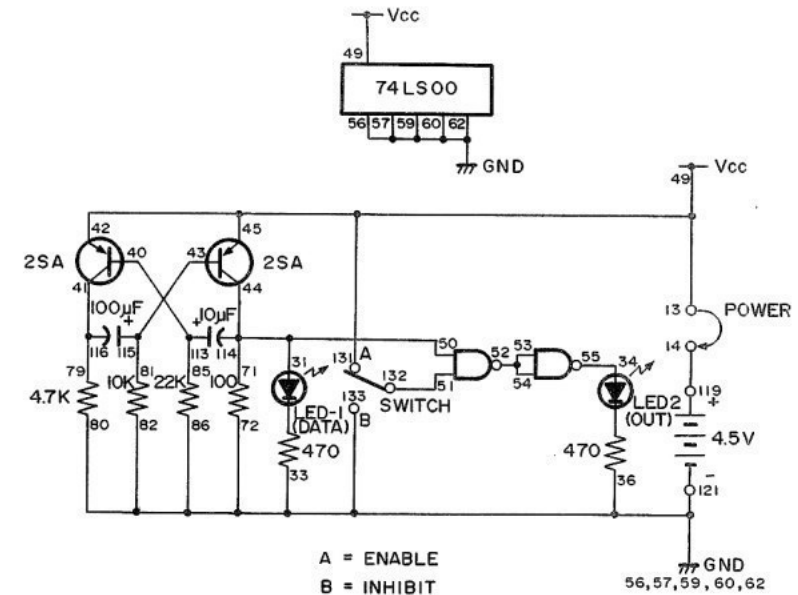 Vcc
49
74LS00
56 57 59 60 62
GND
49 Vcc
42 45
2SA 40 43 2SA
41 44
100µF 10µF
+ +
116 115 113 114
13 POWER
14
50
131 A
52 53 55
31 132 51 54 34
79 81 85 71
4.7K 10K 22K 100
133 SWITCH
119
+
LED-1
(DATA)
B
LED2
(OUT)
80 82 86 72
470
33
470
36
4.5V
-
121
A = ENABLE
B = INHIBIT
GND
56,57,59,60,62